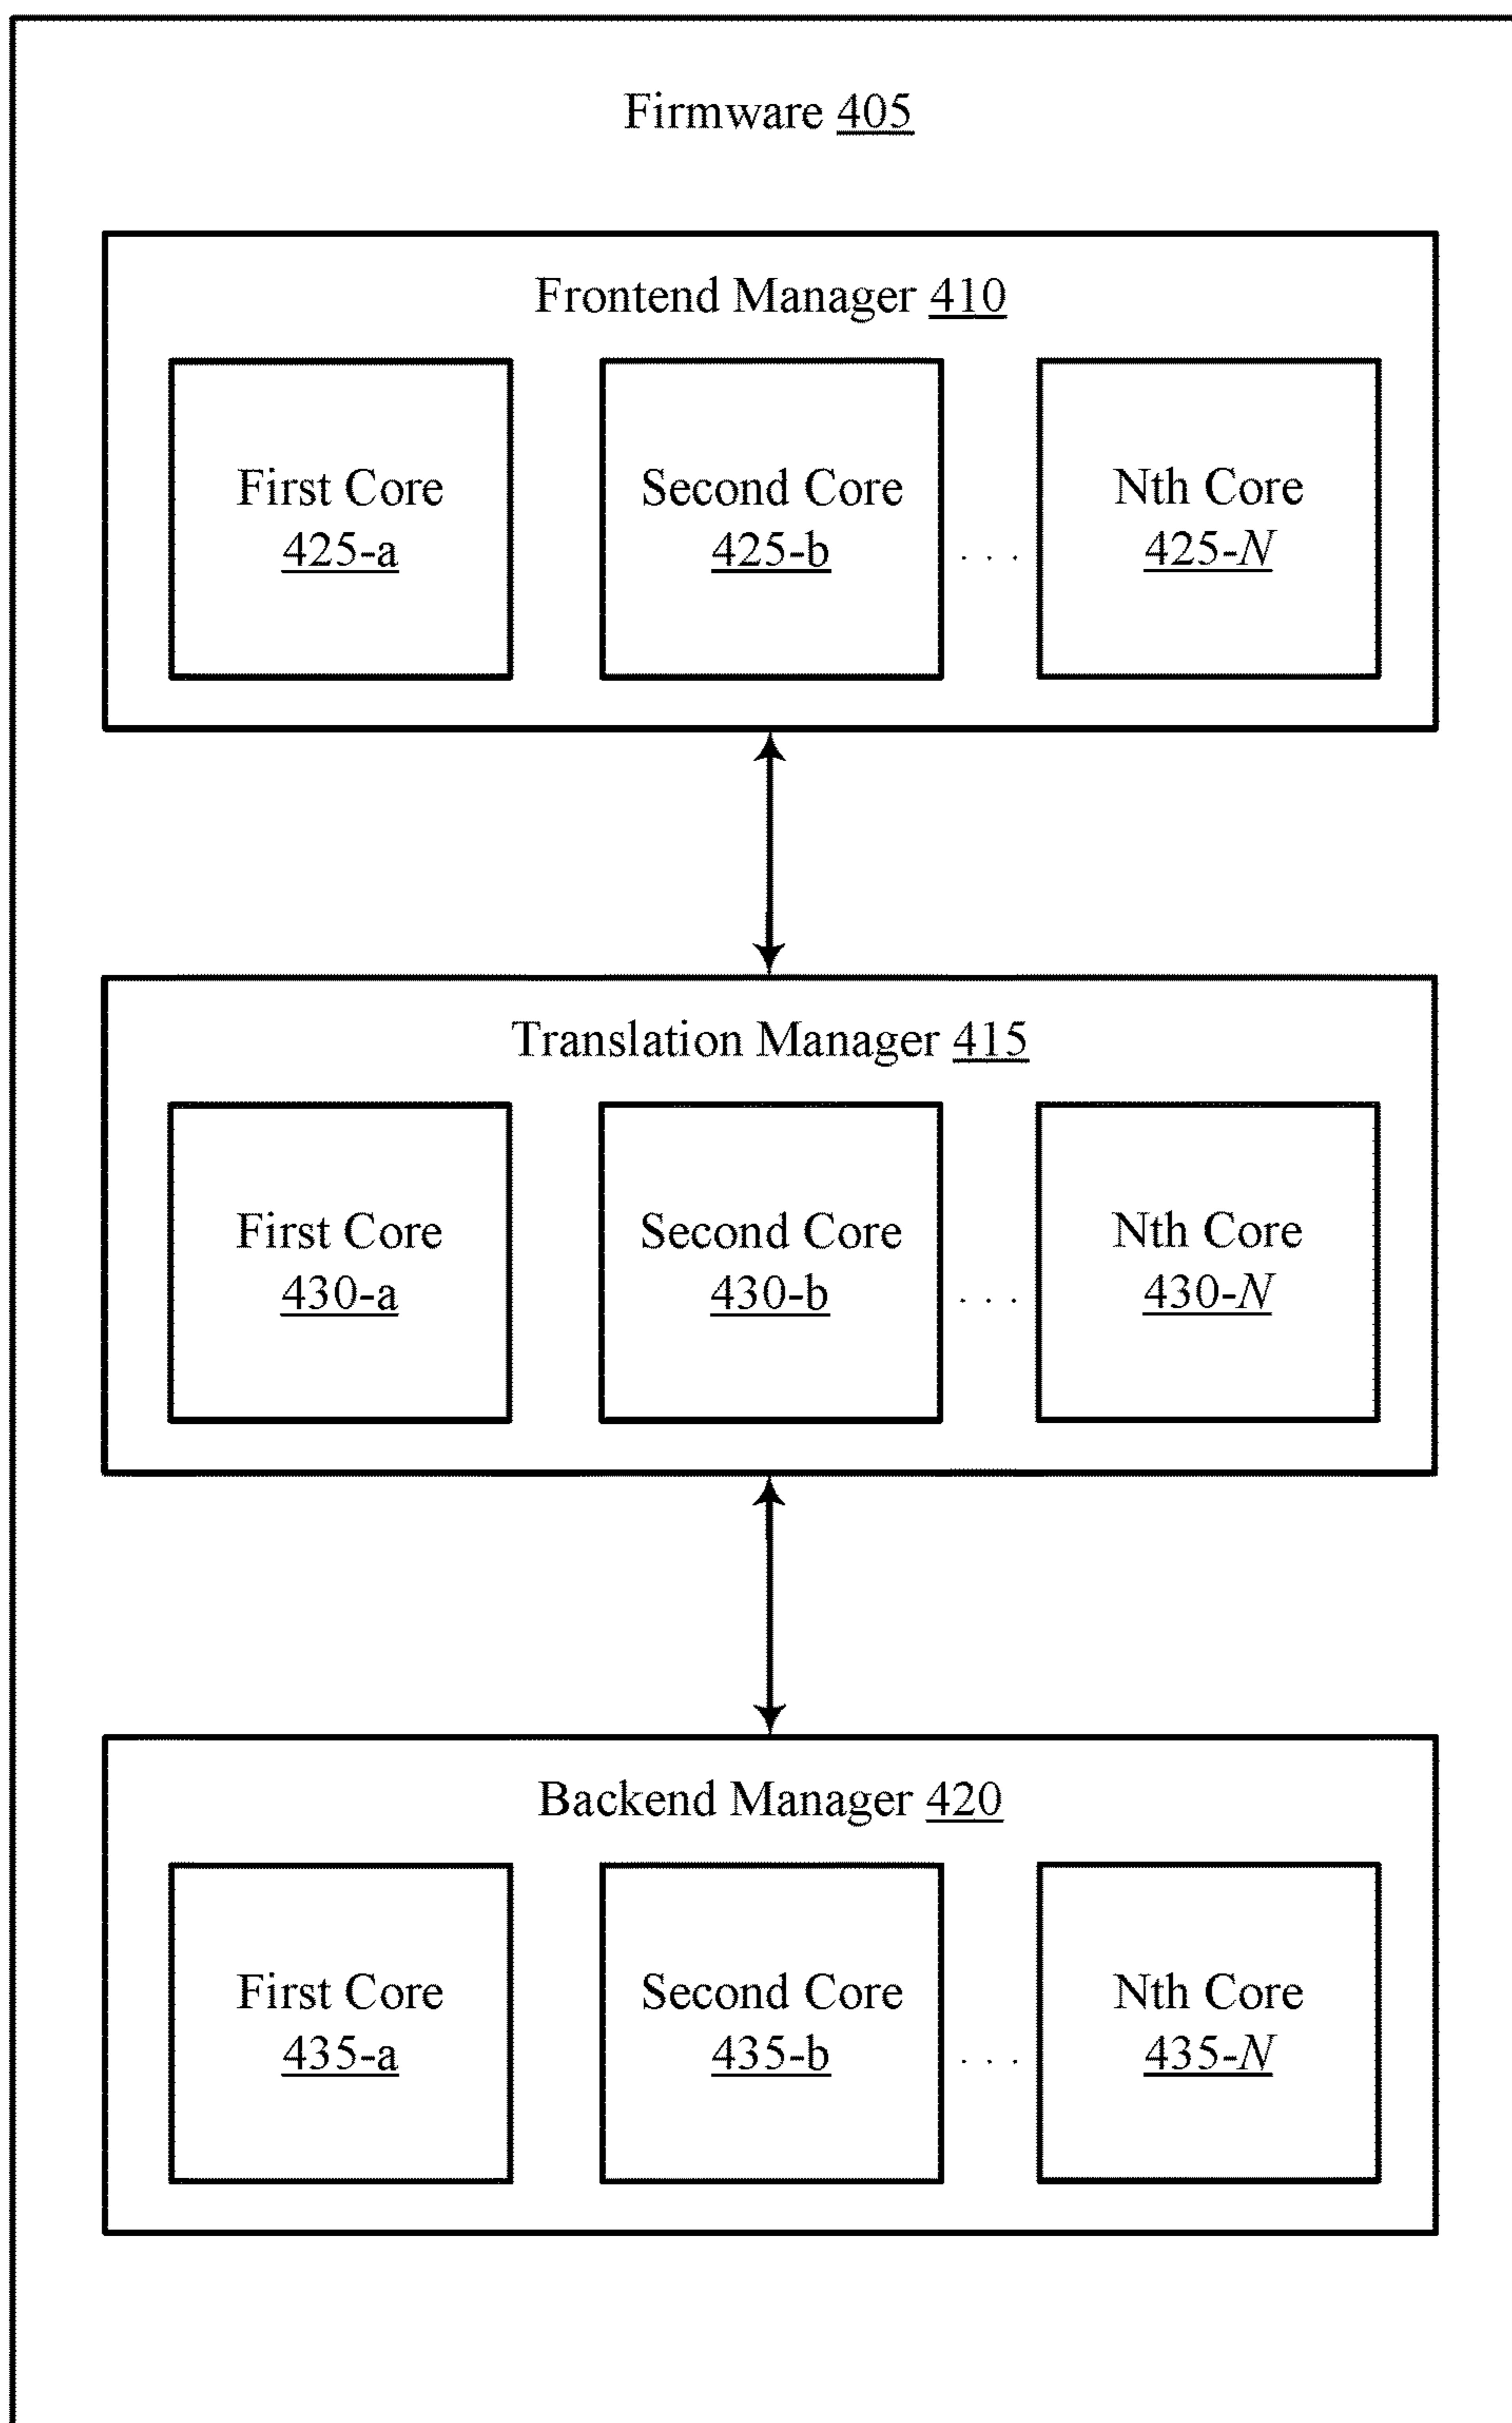 Firmware 405
Frontend Manager 410
First Core
425-a
Second Core
425-b
. . .
Nth Core
425-N
Translation Manager 415
First Core
430-a
Second Core
430-b
. . .
Nth Core
430-N
Backend Manager 420
First Core
435-a
Second Core
435-b
. . .
Nth Core
435-N